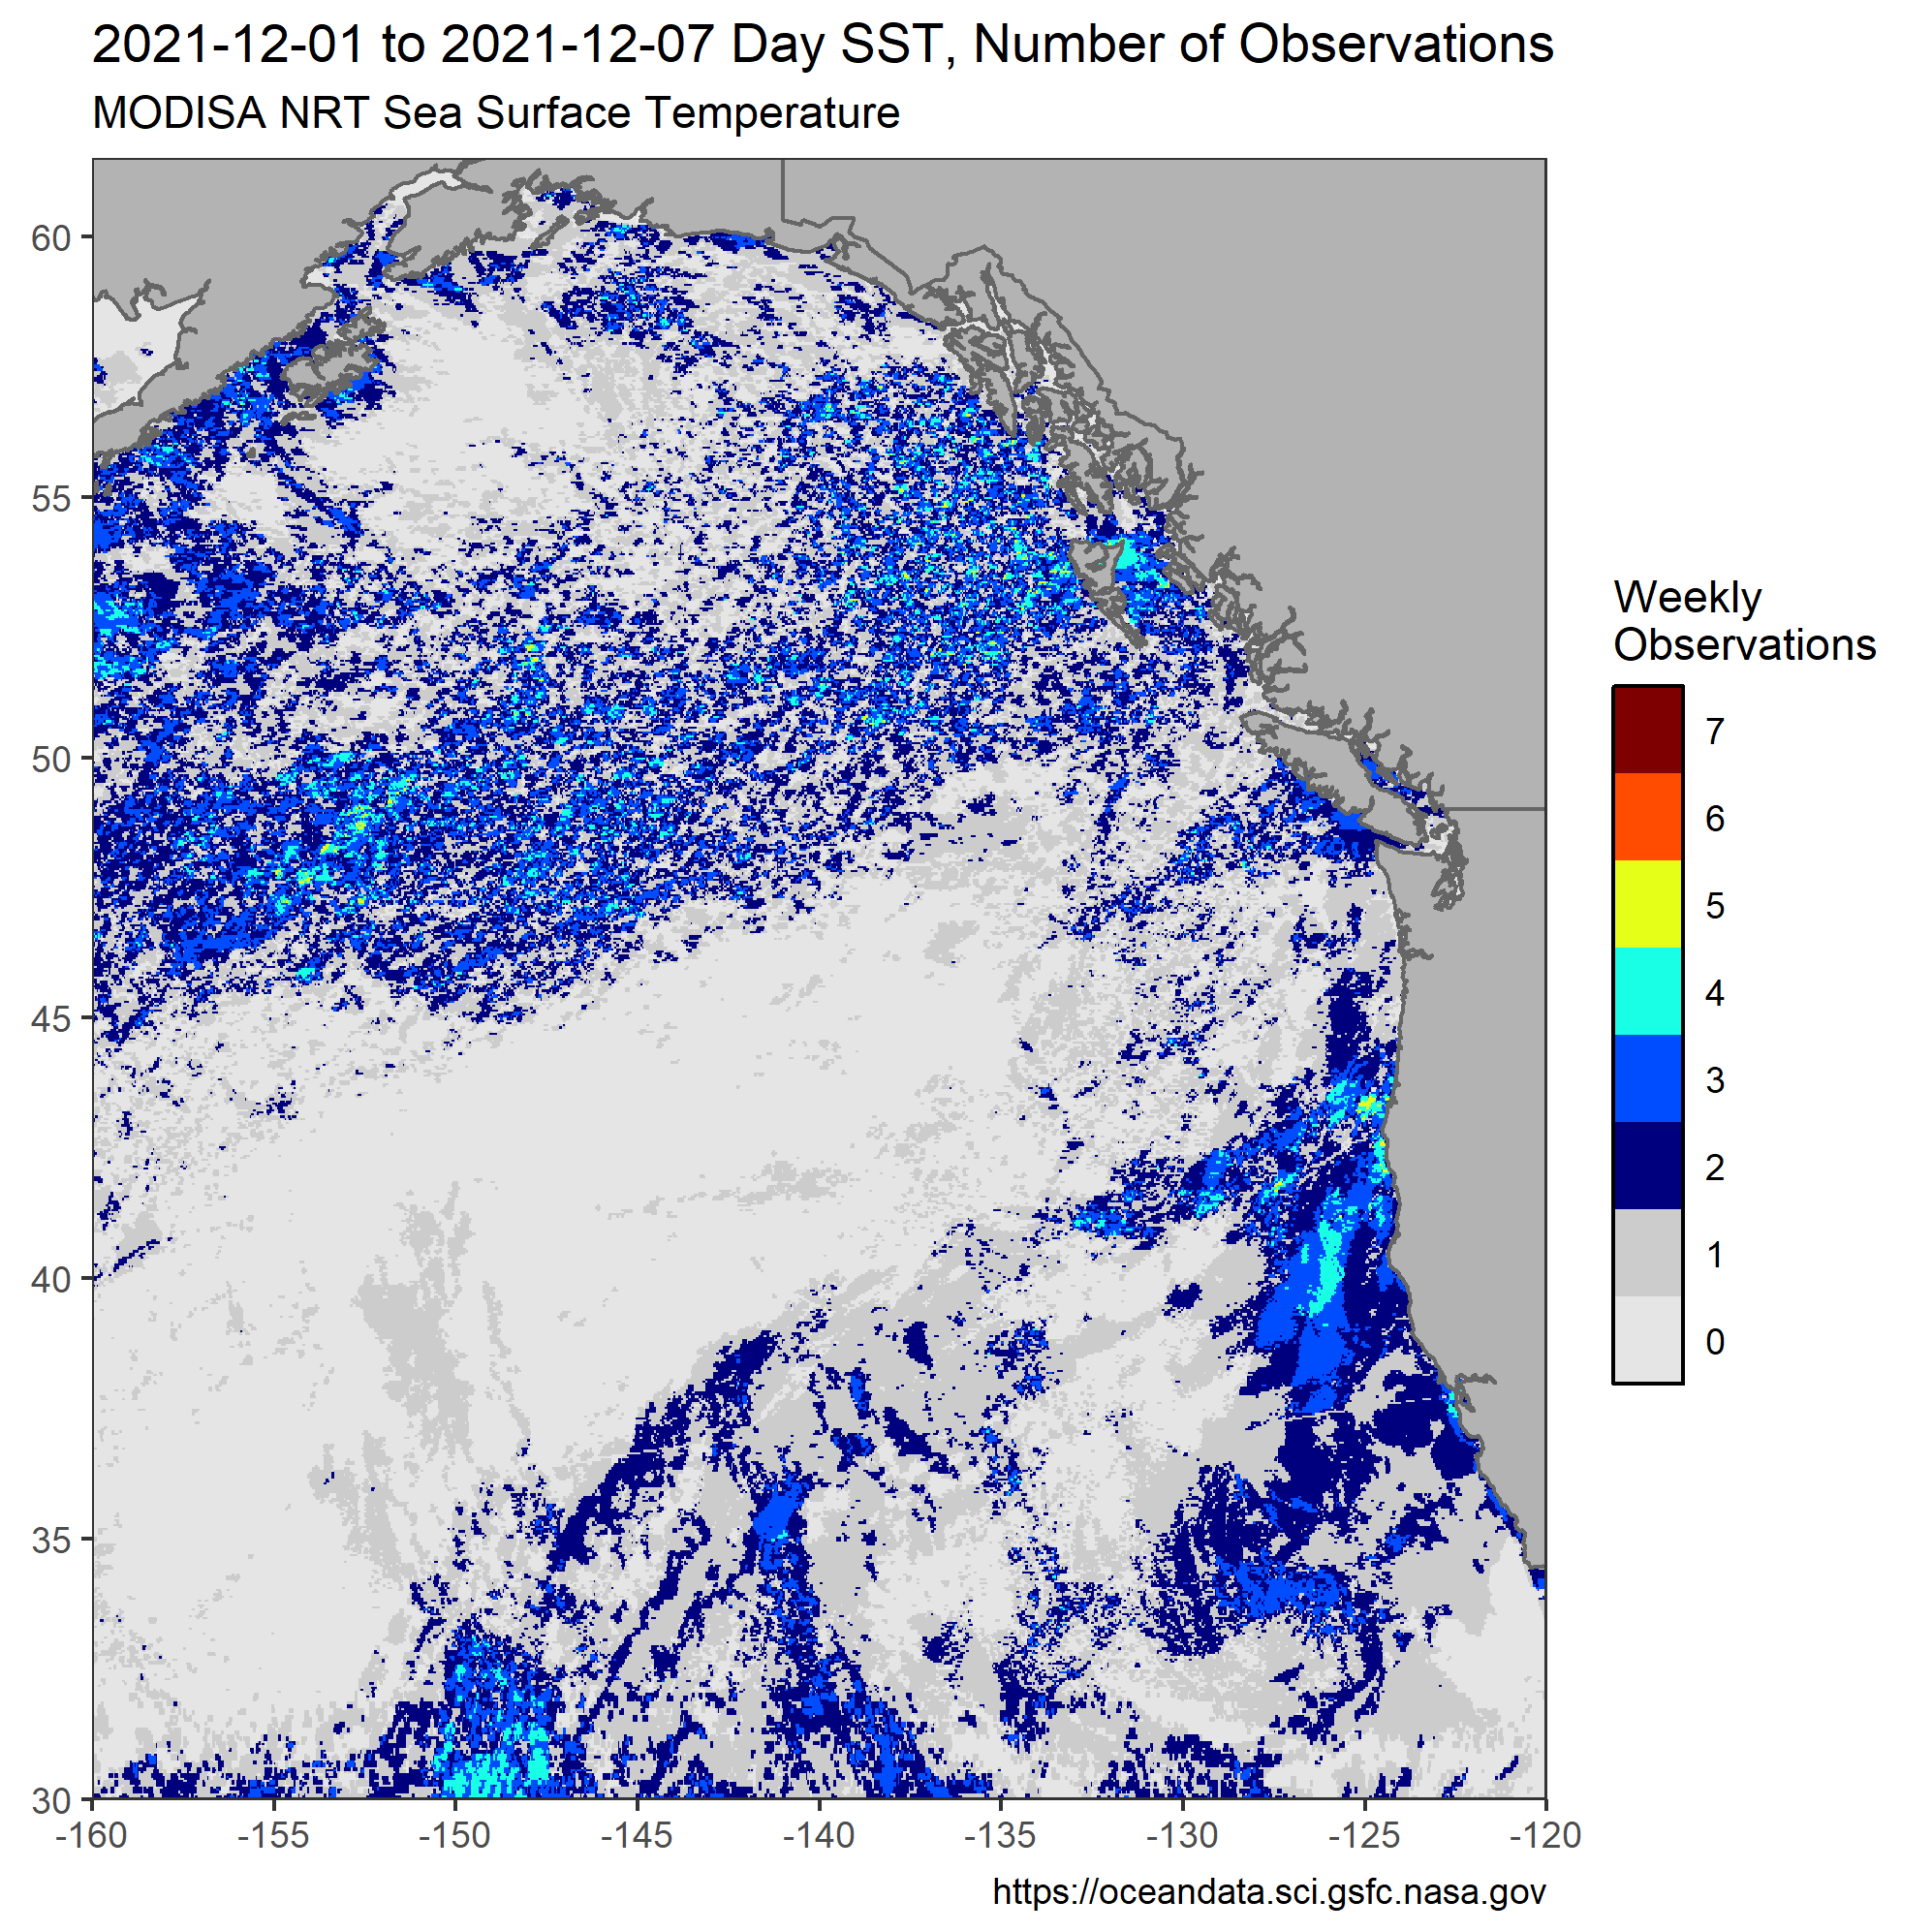 2021-12-01 to 2021-12-07 Day SST, Number of Observations
MODISA NRT Sea Surface Temperature
60
55
50
45
40
35
30
-160 -155 -150 -145 -140 -135 -130 -125 -120
Weekly
Observations
7
6
5
4
3
2
1
0
https://oceandata.sci.gsfc.nasa.gov